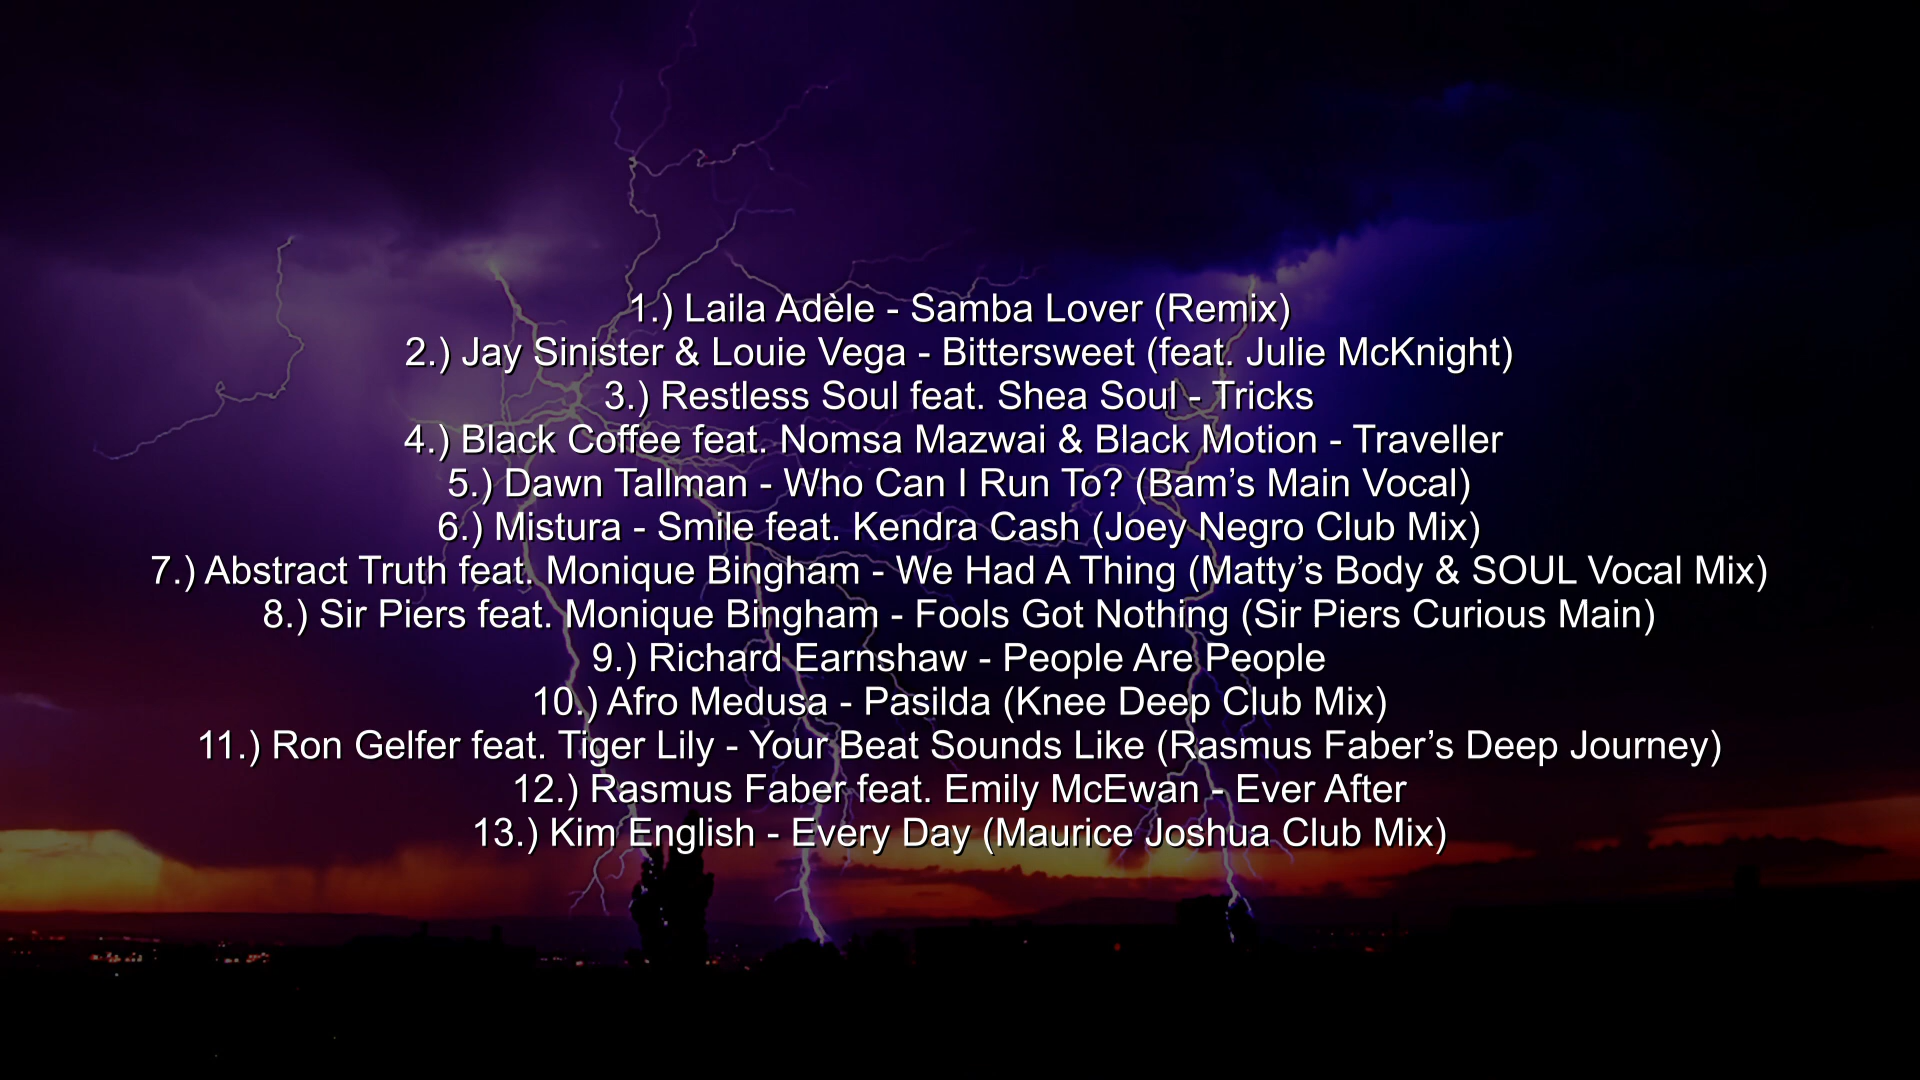 1.) Laila Adèle - Samba Lover (Remix)
2.) Jay Sinister & Louie Vega - Bittersweet (feat. Julie McKnight)
3.) Restless Soul feat. Shea Soul - Tricks
4.) Black Coffee feat. Nomsa Mazwai & Black Motion - Traveller
5.) Dawn Tallman - Who Can I Run To? (Bam’s Main Vocal)
6.) Mistura - Smile feat. Kendra Cash (Joey Negro Club Mix)
7.) Abstract Truth feat. Monique Bingham - We Had A Thing (Matty’s Body & SOUL Vocal Mix)
8.) Sir Piers feat. Monique Bingham - Fools Got Nothing (Sir Piers Curious Main)
9.) Richard Earnshaw - People Are People
10.) Afro Medusa - Pasilda (Knee Deep Club Mix)
11.) Ron Gelfer feat. Tiger Lily - Your Beat Sounds Like (Rasmus Faber’s Deep Journey)
12.) Rasmus Faber feat. Emily McEwan - Ever After
13.) Kim English - Every Day (Maurice Joshua Club Mix)